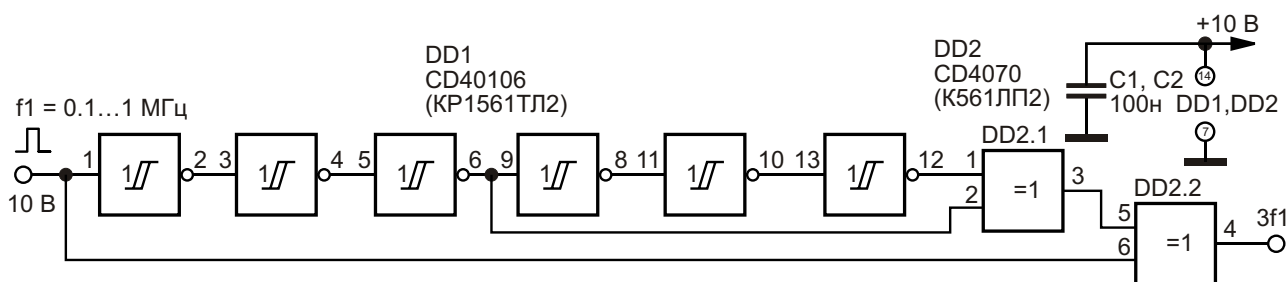 +10 В
DD1
CD40106
(КР1561ТЛ2)
DD2
CD4070
(К561ЛП2)
C1, C2
100н
14
DD1,DD2
7
f1 = 0.1...1 МГц
10 В
1 1 2 3 1 4 5 1 6 9 1 8 11 1 10 13 1 12
DD2.1
1
2
=1
3
DD2.2
5
6
=1
4
3f1